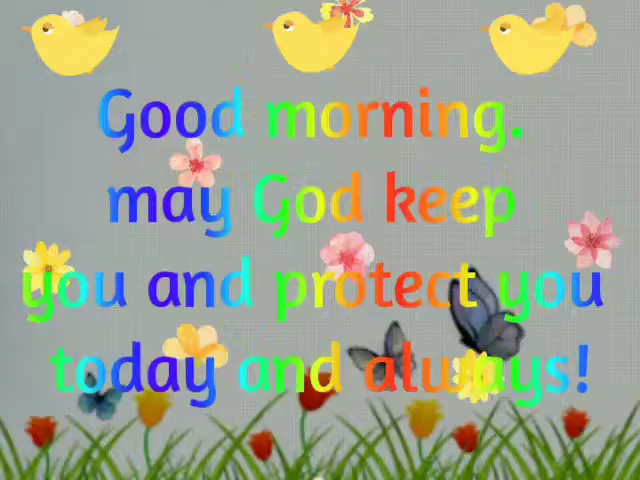 Good morning.
may God keep
you and protect you
today and always!